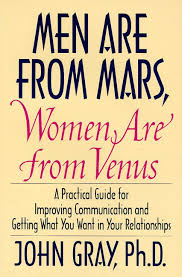 MEN ARE
FROM MARS,
Women Are
from Venus
A Practical Guide for
Improving Communication and
Getting What You Want in Your Relationships
JOHN GRAY, Ph.D.